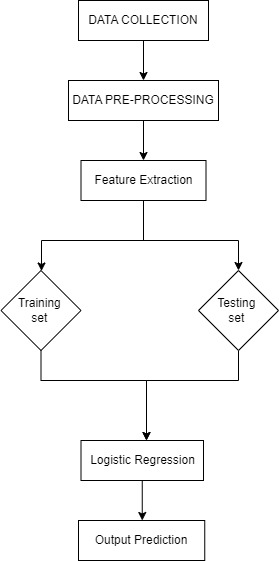 DATA COLLECTION
DATA PRE-PROCESSING
Feature Extraction
Training
set
Testing
set
Logistic Regression
Output Prediction